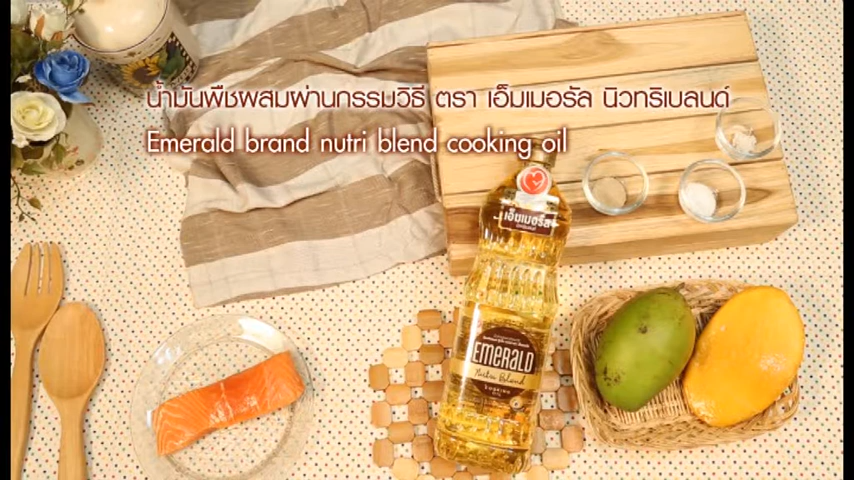 น้ำมันพืชผสมผ่านกรรมวิธี ตรา เอ็มเมอรัล นิวทริเบลนด์
Emerald brand nutri blend cooking oil
เอ็มเมอรัล
EMERALD
Nutri Blend